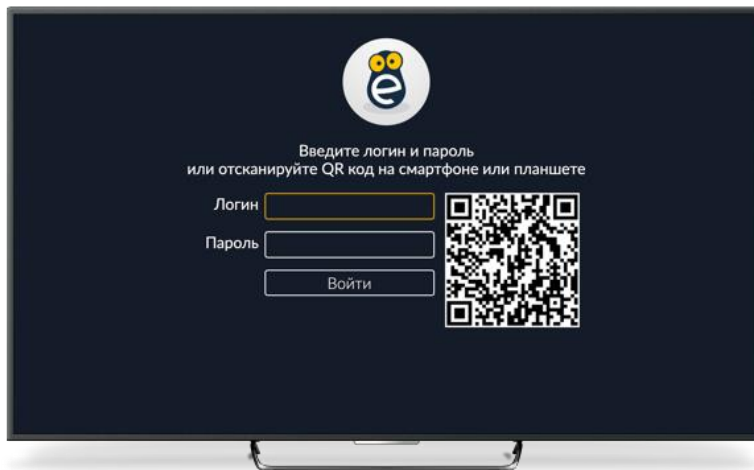 e
Введите логин и пароль
или отсканируйте QR код на смартфоне или планшете
Логин
Пароль
Войти